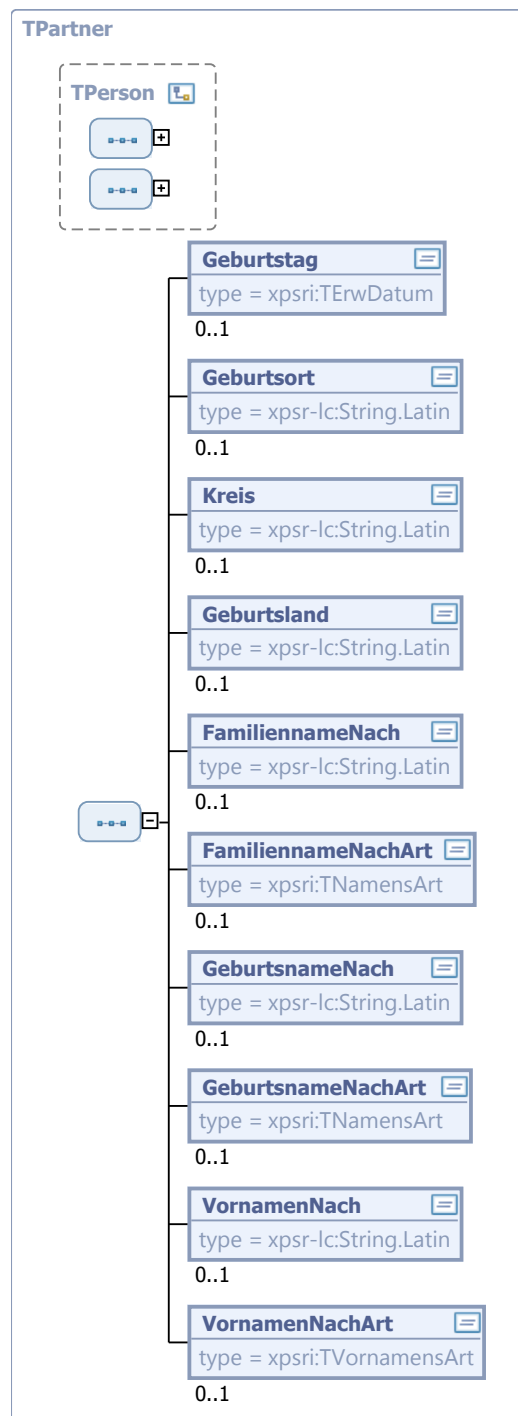 TPartner
TPerson
Geburtstag
type = xpsri:TErwDatum
0..1
Geburtsort
type = xpsr-lc:String.Latin
0..1
Kreis
type = xpsr-lc:String.Latin
0..1
Geburtsland
type = xpsr-lc:String.Latin
0..1
FamiliennameNach
type = xpsr-lc:String.Latin
0..1
FamiliennameNachArt
type = xpsri:TNamensArt
0..1
GeburtsnameNach
type = xpsr-lc:String.Latin
0..1
GeburtsnameNachArt
type = xpsri:TNamensArt
0..1
VornamenNach
type = xpsr-lc:String.Latin
0..1
VornamenNachArt
type = xpsri:TVornamensArt
0..1